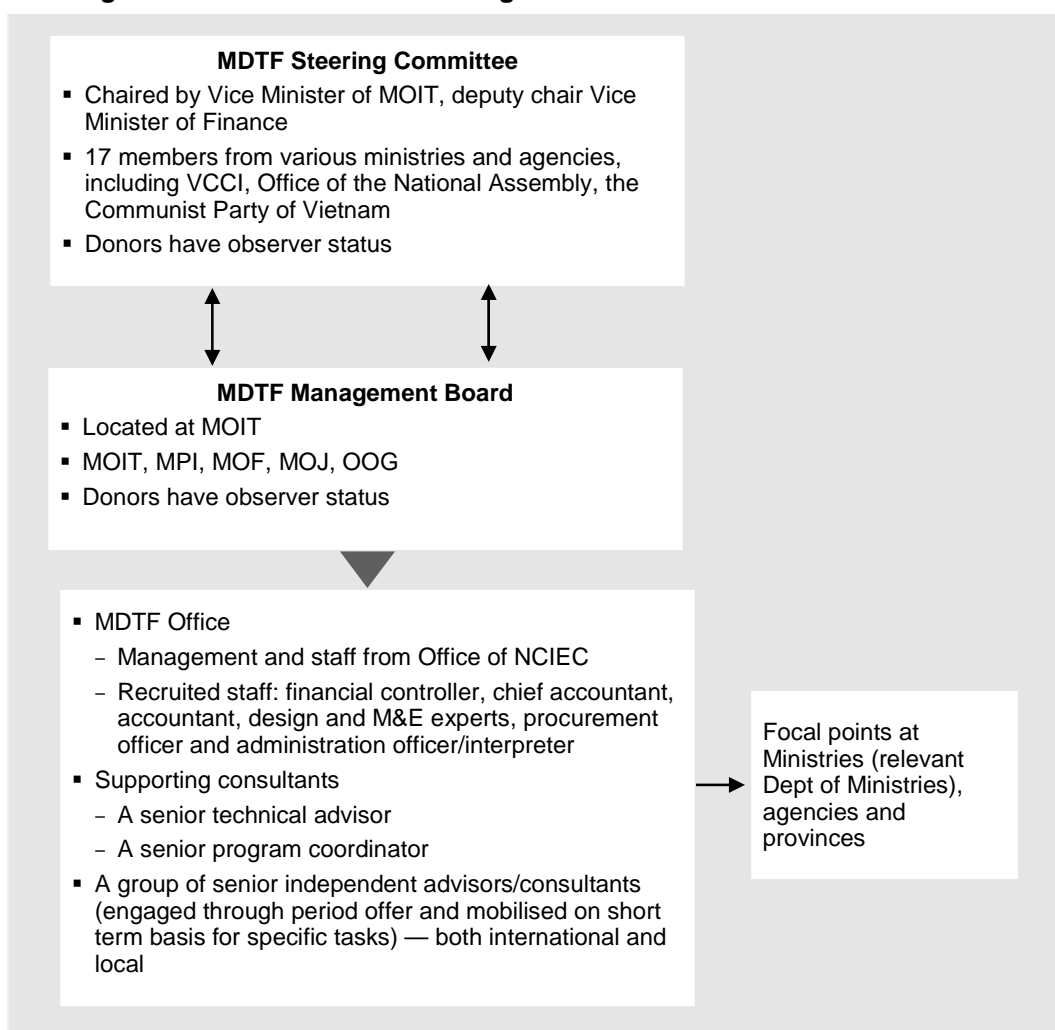 MDTF Steering Committee
▪ Chaired by Vice Minister of MOIT, deputy chair Vice
Minister of Finance
▪ 17 members from various ministries and agencies,
including VCCI, Office of the National Assembly, the
Communist Party of Vietnam
▪ Donors have observer status
MDTF Management Board
▪ Located at MOIT
▪ MOIT, MPI, MOF, MOJ, OOG
▪ Donors have observer status
▪ MDTF Office
– Management and staff from Office of NCIEC
– Recruited staff: financial controller, chief accountant,
accountant, design and M&E experts, procurement
officer and administration officer/interpreter
▪ Supporting consultants
– A senior technical advisor
– A senior program coordinator
▪ A group of senior independent advisors/consultants
(engaged through period offer and mobilised on short
term basis for specific tasks) — both international and
local
Focal points at
Ministries (relevant
Dept of Ministries),
agencies and
provinces